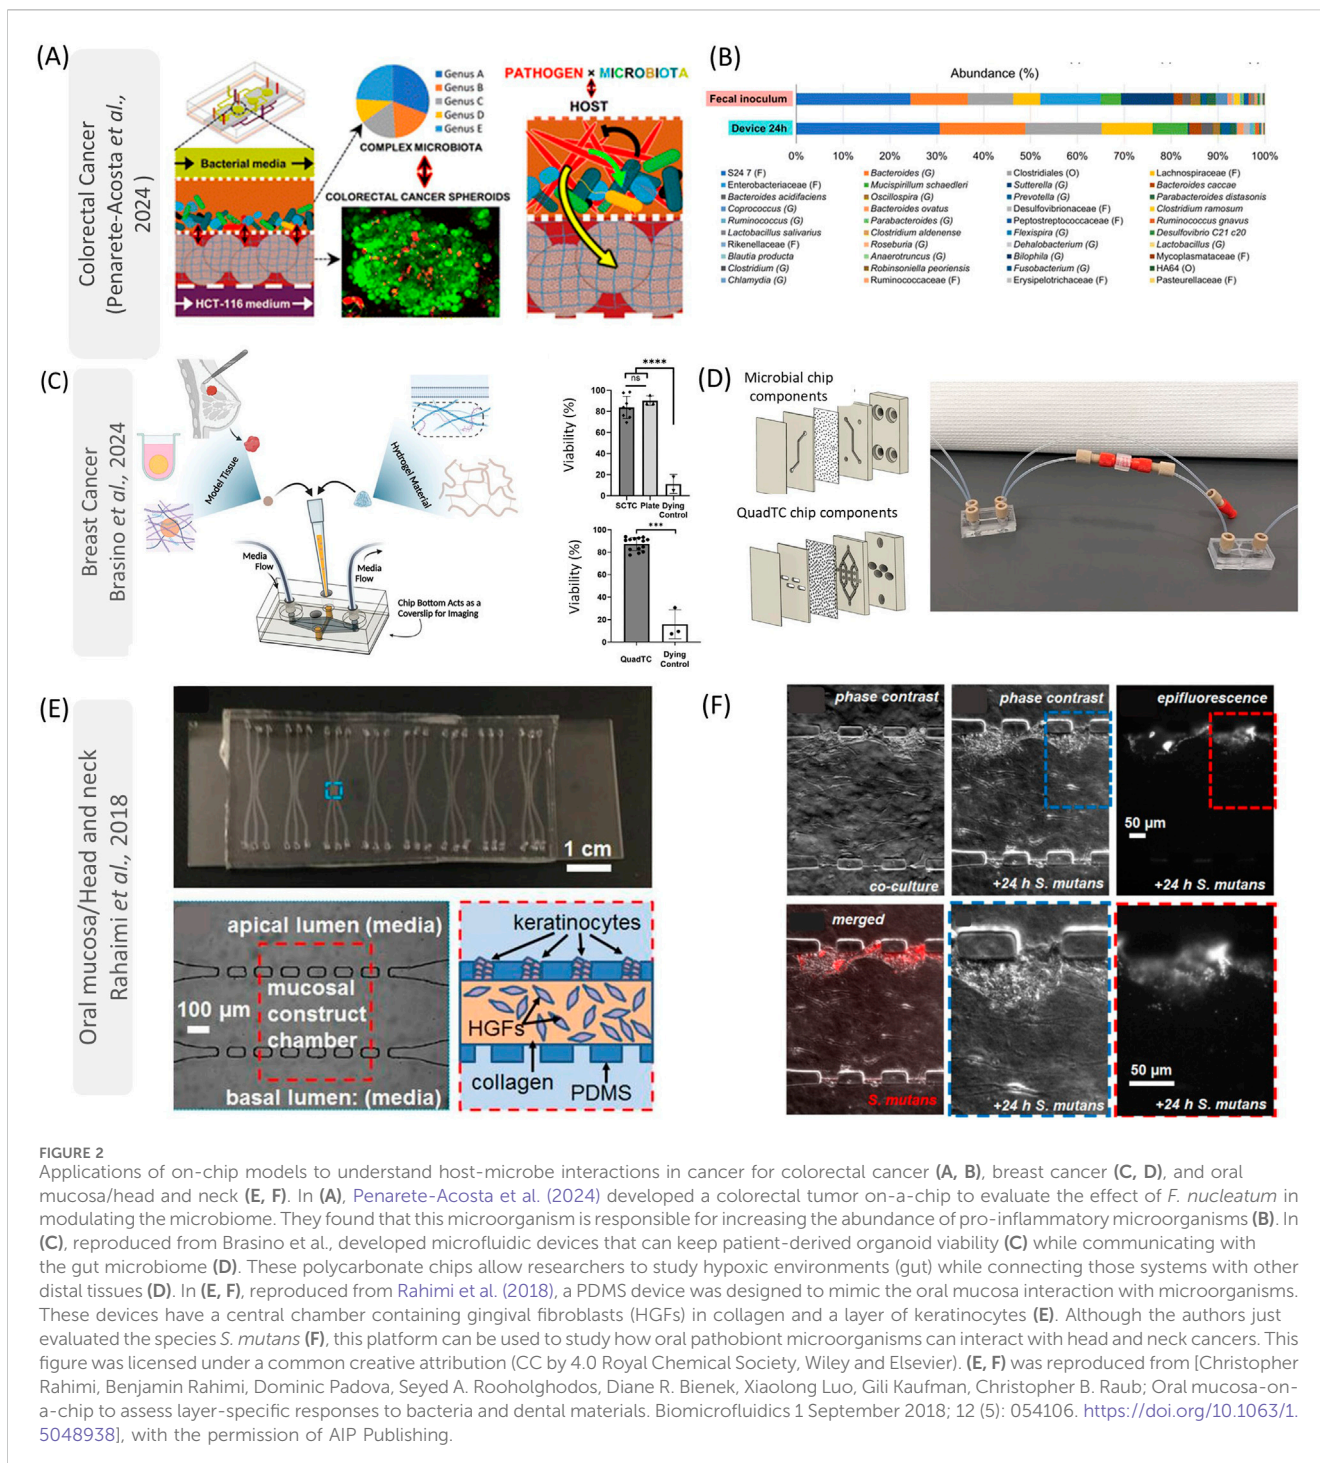 (A)
Colorectal Cancer
(Penarete-Acosta et al.,
2024)
Bacterial media
HCT-116 medium
Genus A
Genus B
Genus C
Genus D
Genus E
COMPLEX MICROBIOTA
COLORECTAL CANCER SPHEROIDS
PATHOGEN × MICROBIOTA
HOST
(B)
Abundance (%)
Fecal inoculum
Device 24h
0% 10% 20% 30% 40% 50% 60% 70% 80% 90% 100%
S24 7 (F) Bacteroides (G) Clostridiales (O) Lachnospiraceae (F)
Enterobacteriaceae (F) Mucispirillum schaedleri Sutterella (G) Bacteroides caccae
Bacteroides acidifaciens Oscillospira (G) Prevotella (G) Parabacteroides distasonis
Coprococcus (G) Bacteroides ovatus Desulfovibrionaceae (F) Clostridium ramosum
Ruminococcus (G) Parabacteroides (G) Peptostreptococcaceae (F) Ruminococcus gnavus
Lactobacillus salivarius Clostridium aldenense Flexispira (G) Desulfovibrio C21 c20
Rikenellaceae (F) Roseburia (G) Dehalobacterium (G) Lactobacillus (G)
Blautia producta Anaerotruncus (G) Bilophila (G) Mycoplasmataceae (F)
Clostridium (G) Robinsoniella peoriensis Fusobacterium (G) HA64 (O)
Chlamydia (G) Ruminococcaceae (F) Erysipelotrichaceae (F) Pasteurellaceae (F)
(C)
Breast Cancer
Brasino et al., 2024
Model Tissue
Hydrogel Material
Media
Flow
Media
Flow
Chip Bottom Acts as a
Coverslip for Imaging
Viability (%)
100
80
60
40
20
0
****
ns
SCTC Plate Dying
Control
Viability (%)
100
80
60
40
20
0
***
QuadTC Dying
Control
(D)
Microbial chip
components
QuadTC chip components
(E)
Oral mucosa/Head and neck
Rahaimi et al., 2018
1 cm
apical lumen (media)
100 µm
mucosal
construct
chamber
basal lumen: (media)
keratinocytes
HGFs
collagen
PDMS
(F)
phase contrast
co-culture
phase contrast
+24 h S. mutans
epifluorescence
50 µm
+24 h S. mutans
merged
S. mutans
+24 h S. mutans
50 µm
+24 h S. mutans
FIGURE 2
Applications of on-chip models to understand host-microbe interactions in cancer for colorectal cancer (A, B), breast cancer (C, D), and oral
mucosa/head and neck (E, F). In (A), Penarete-Acosta et al. (2024) developed a colorectal tumor on-a-chip to evaluate the effect of F. nucleatum in
modulating the microbiome. They found that this microorganism is responsible for increasing the abundance of pro-inflammatory microorganisms (B). In
(C), reproduced from Brasino et al., developed microfluidic devices that can keep patient-derived organoid viability (C) while communicating with
the gut microbiome (D). These polycarbonate chips allow researchers to study hypoxic environments (gut) while connecting those systems with other
distal tissues (D). In (E, F), reproduced from Rahimi et al. (2018), a PDMS device was designed to mimic the oral mucosa interaction with microorganisms.
These devices have a central chamber containing gingival fibroblasts (HGFs) in collagen and a layer of keratinocytes (E). Although the authors just
evaluated the species S. mutans (F), this platform can be used to study how oral pathobiont microorganisms can interact with head and neck cancers. This
figure was licensed under a common creative attribution (CC by 4.0 Royal Chemical Society, Wiley and Elsevier). (E, F) was reproduced from [Christopher
Rahimi, Benjamin Rahimi, Dominic Padova, Seyed A. Rooholghodos, Diane R. Bienek, Xiaolong Luo, Gili Kaufman, Christopher B. Raub; Oral mucosa-on-
a-chip to assess layer-specific responses to bacteria and dental materials. Biomicrofluidics 1 September 2018; 12 (5): 054106. https://doi.org/10.1063/1.
5048938], with the permission of AIP Publishing.